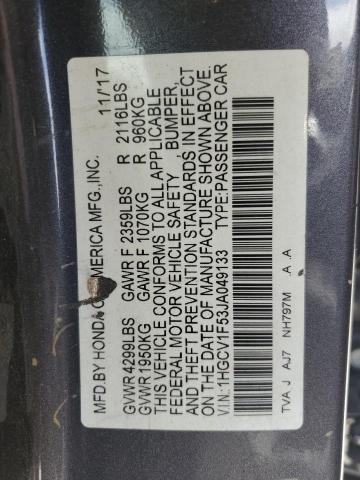 MFD.BY HONDA OF AMERICA MFG.,INC. 11/'17
GVWR 4299LBS GAWR F 2359LBS R 2116LBS
GVWR 1950KG GAWR F 1070KG R 960KG
THIS VEHICLE CONFORMS TO ALL APPLICABLE
FEDERAL MOTOR VEHICLE SAFETY , BUMPER,
AND THEFT PREVENTION STANDARDS IN EFFECT
ON THE DATE OF MANUFACTURE SHOWN ABOVE.
V.I.N.:1HGCV1F53JA049133 TYPE:PASSENGER CAR
TVA J AJ7 NH797M A .A